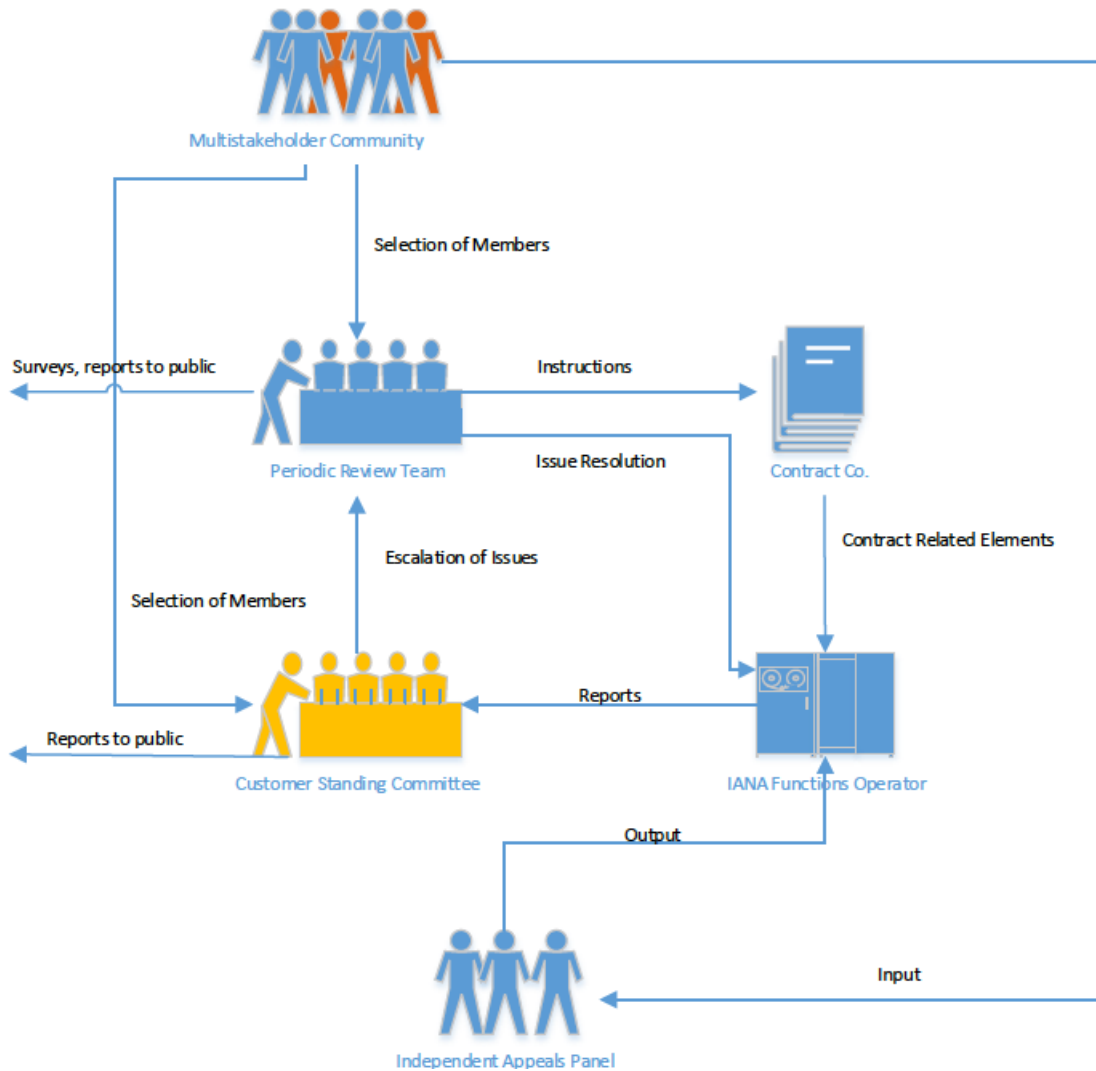 Multistakeholder Community
Selection of Members
Surveys, reports to public
Instructions
Issue Resolution
Periodic Review Team
Contract Co.
Escalation of Issues
Contract Related Elements
Selection of Members
Reports
Reports to public
Customer Standing Committee
IANA Functions Operator
Output
Input
Independent Appeals Panel